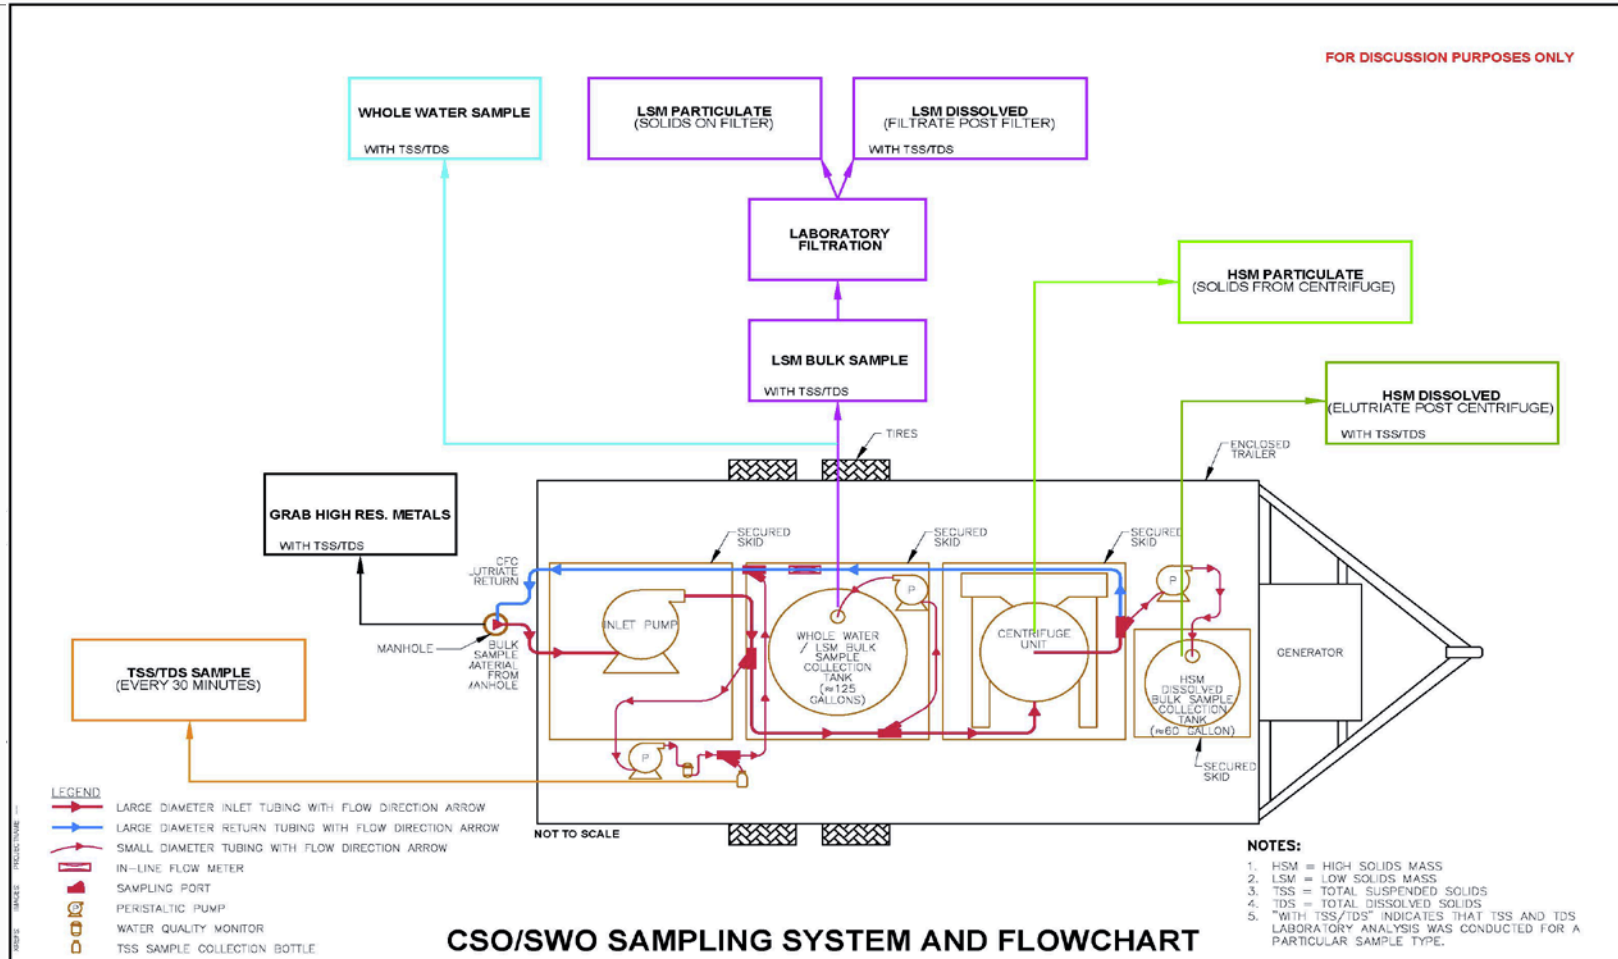 FOR DISCUSSION PURPOSES ONLY
WHOLE WATER SAMPLE
WITH TSS/TDS
LSM PARTICULATE
(SOLIDS ON FILTER)
LSM DISSOLVED
(FILTRATE POST FILTER)
WITH TSS/TDS
LABORATORY
FILTRATION
HSM PARTICULATE
(SOLIDS FROM CENTRIFUGE)
LSM BULK SAMPLE
WITH TSS/TDS
HSM DISSOLVED
(ELUTRIATE POST CENTRIFUGE)
WITH TSS/TDS
TIRES
ENCLOSED
TRAILER
GRAB HIGH RES. METALS
WITH TSS/TDS
SECURED
SKID
SECURED
SKID
SECURED
SKID
CFC
UTRIATE
RETURN
P
P
INLET PUMP
WHOLE WATER
/ LSM BULK
SAMPLE
COLLECTION
TANK
(≈125
GALLONS)
CENTRIFUGE
UNIT
MANHOLE
BULK
SAMPLE
MATERIAL
FROM
MANHOLE
GENERATOR
HSM
DISSOLVED
BULK SAMPLE
COLLECTION
TANK
(≈60 GALLON)
TSS/TDS SAMPLE
(EVERY 30 MINUTES)
P
SECURED
SKID
LEGEND
LARGE DIAMETER INLET TUBING WITH FLOW DIRECTION ARROW
LARGE DIAMETER RETURN TUBING WITH FLOW DIRECTION ARROW
SMALL DIAMETER TUBING WITH FLOW DIRECTION ARROW
IN-LINE FLOW METER
SAMPLING PORT
P
PERISTALTIC PUMP
WATER QUALITY MONITOR
TSS SAMPLE COLLECTION BOTTLE
NOT TO SCALE
NOTES:
1. HSM = HIGH SOLIDS MASS
2. LSM = LOW SOLIDS MASS
3. TSS = TOTAL SUSPENDED SOLIDS
4. TDS = TOTAL DISSOLVED SOLIDS
5. "WITH TSS/TDS" INDICATES THAT TSS AND TDS
LABORATORY ANALYSIS WAS CONDUCTED FOR A
PARTICULAR SAMPLE TYPE.
CSO/SWO SAMPLING SYSTEM AND FLOWCHART
XREFS IMAGES PROJECTNAME